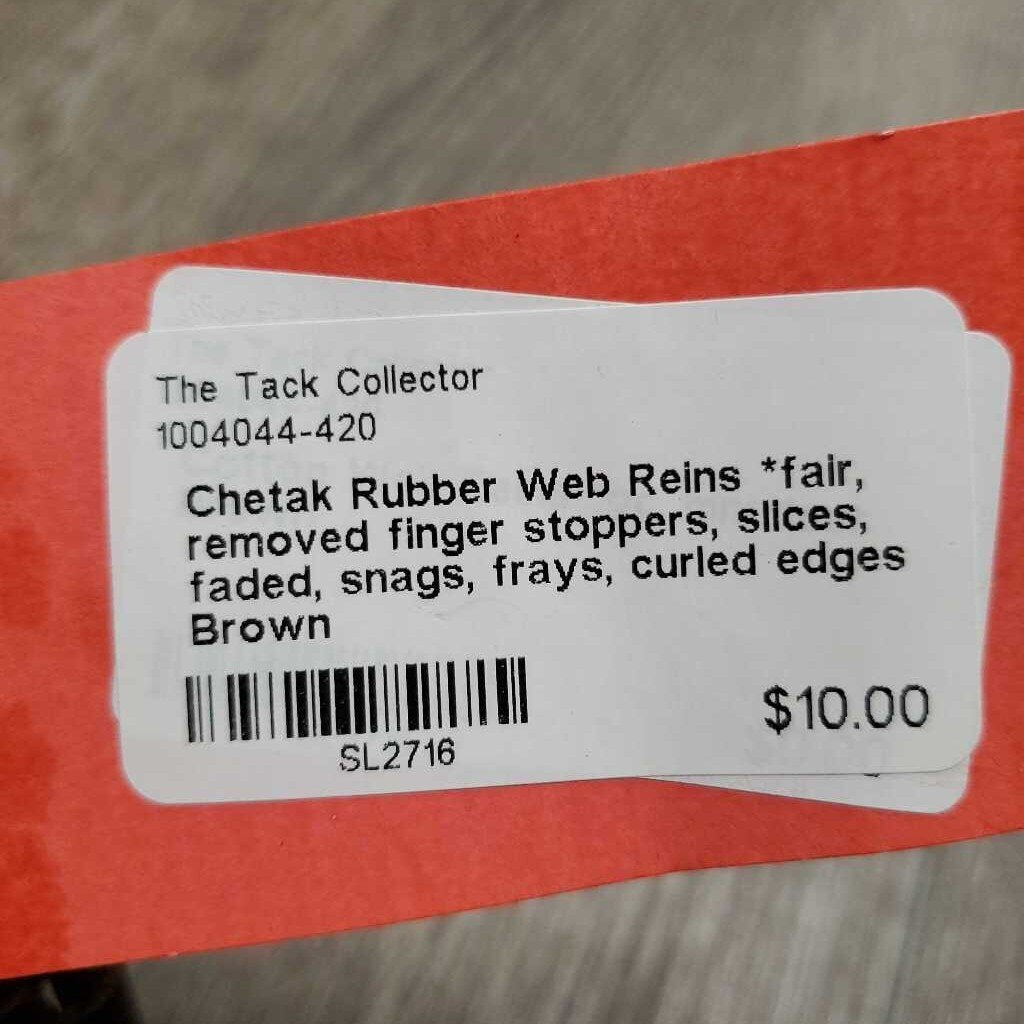 The Tack Collector
1004044-420
Chetak Rubber Web Reins *fair,
removed finger stoppers, slices,
faded, snags, frays, curled edges
Brown
SL2716
$10.00